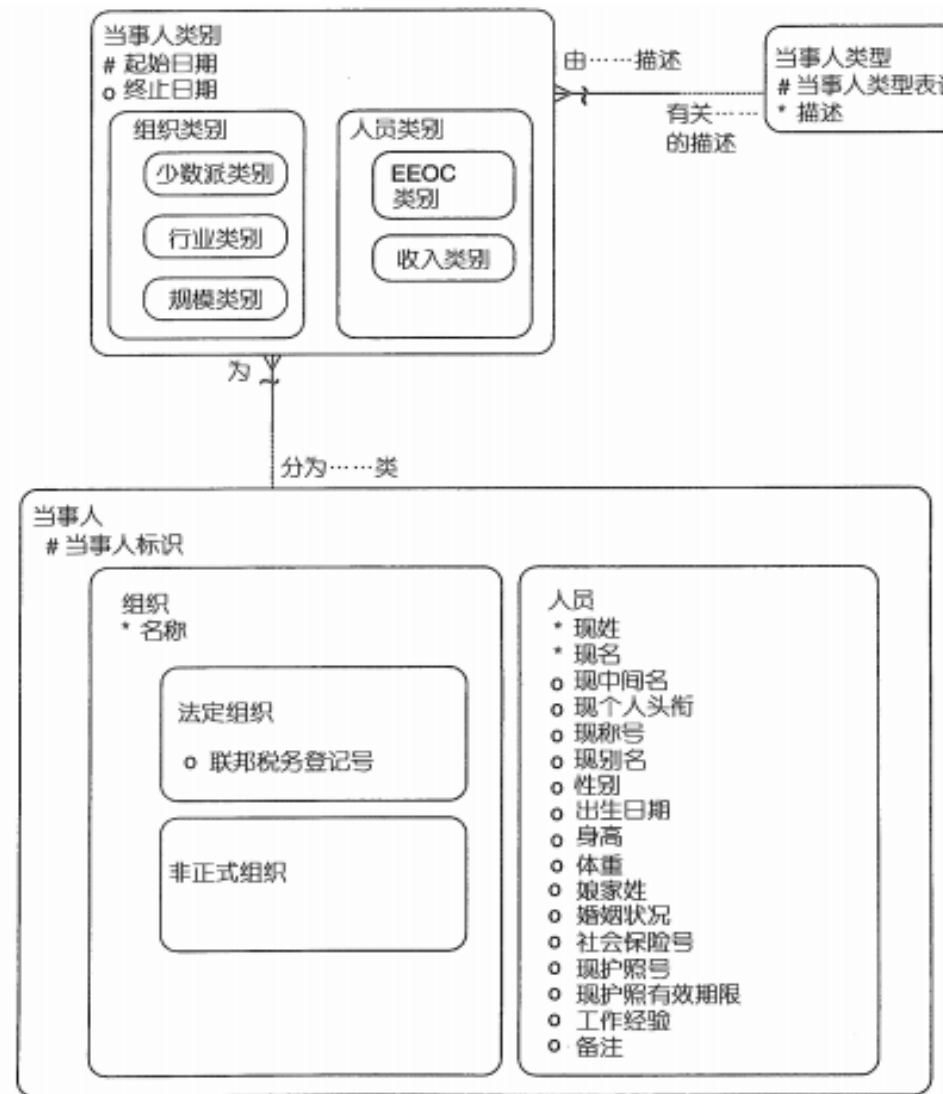 当事人类别
# 起始日期
o 终止日期
组织类别
少数派类别
行业类别
规模类别
人员类别
EEOC
类别
收入类别
由……描述
有关……
的描述
当事人类型
# 当事人类型表
* 描述
为
分为……类
当事人
# 当事人标识
组织
* 名称
法定组织
o 联邦税务登记号
非正式组织
人员
* 现姓
* 现名
o 现中间名
o 现个人头衔
o 现称号
o 现别名
o 性别
o 出生日期
o 身高
o 体重
o 娘家姓
o 婚姻状况
o 社会保险号
o 现护照号
o 现护照有效期限
o 工作经验
o 备注